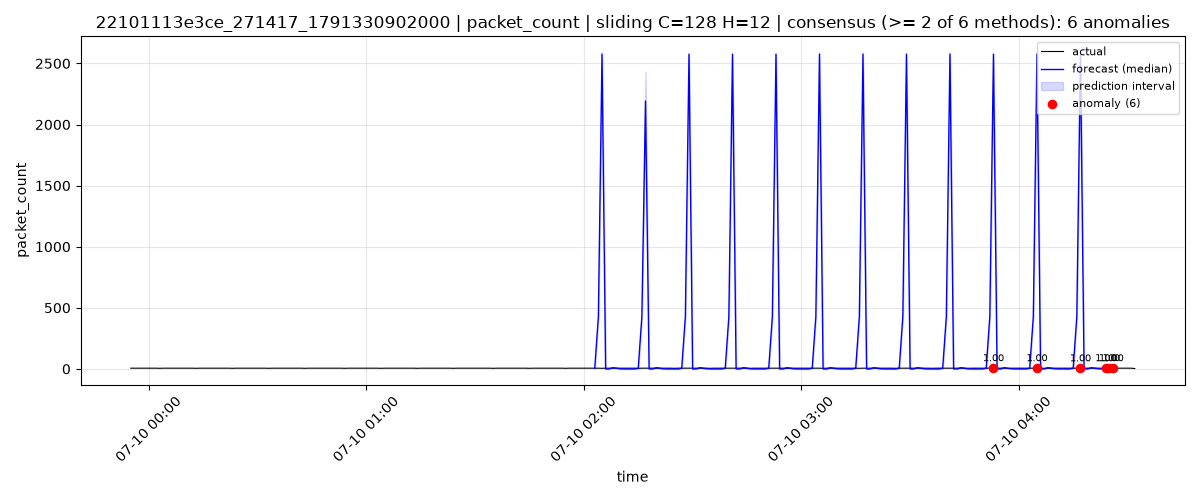 22101113e3ce_271417_1791330902000 | packet_count | sliding C=128 H=12 | consensus (>= 2 of 6 methods): 6 anomalies
actual
forecast (median)
prediction interval
anomaly (6)
packet_count
2500
2000
1500
1000
500
0
1.00
1.00
1.00
07-10 00:00
07-10 01:00
07-10 02:00
07-10 03:00
07-10 04:00
time